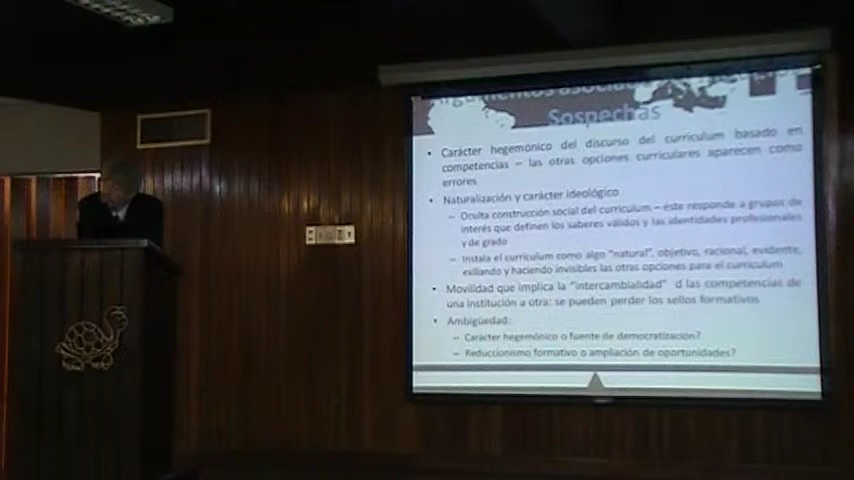 Sospechas
• Carácter hegemónico del discurso del curriculum basado en
competencias – las otras opciones curriculares aparecen como
errores
• Naturalización y carácter ideológico
– Oculta construcción social del curriculum – este responde a grupos de
interés que definen los saberes válidos y las identidades profesionales
y de grado
– Instala el curriculum como algo "natural", objetivo, racional, evidente,
exiliando y haciendo invisibles las otras opciones para el curriculum
• Movilidad que implica la "intercambialidad" d las competencias de
una institución a otra: se pueden perder los sellos formativos
• Ambigüedad:
– Carácter hegemónico o fuente de democratización?
– Reduccionismo formativo o ampliación de oportunidades?